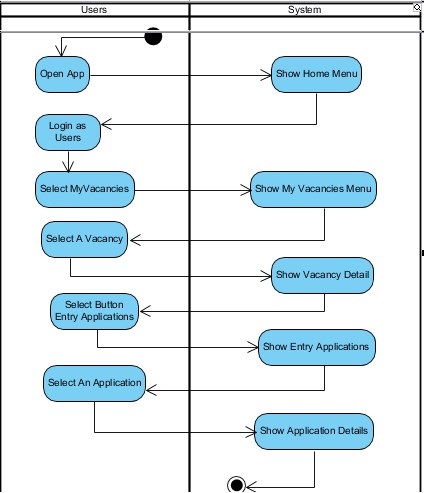 Users
System
Open App
Show Home Menu
Login as
Users
Select MyVacancies
Show My Vacancies Menu
Select A Vacancy
Show Vacancy Detail
Select Button
Entry Applications
Show Entry Applications
Select An Application
Show Application Details